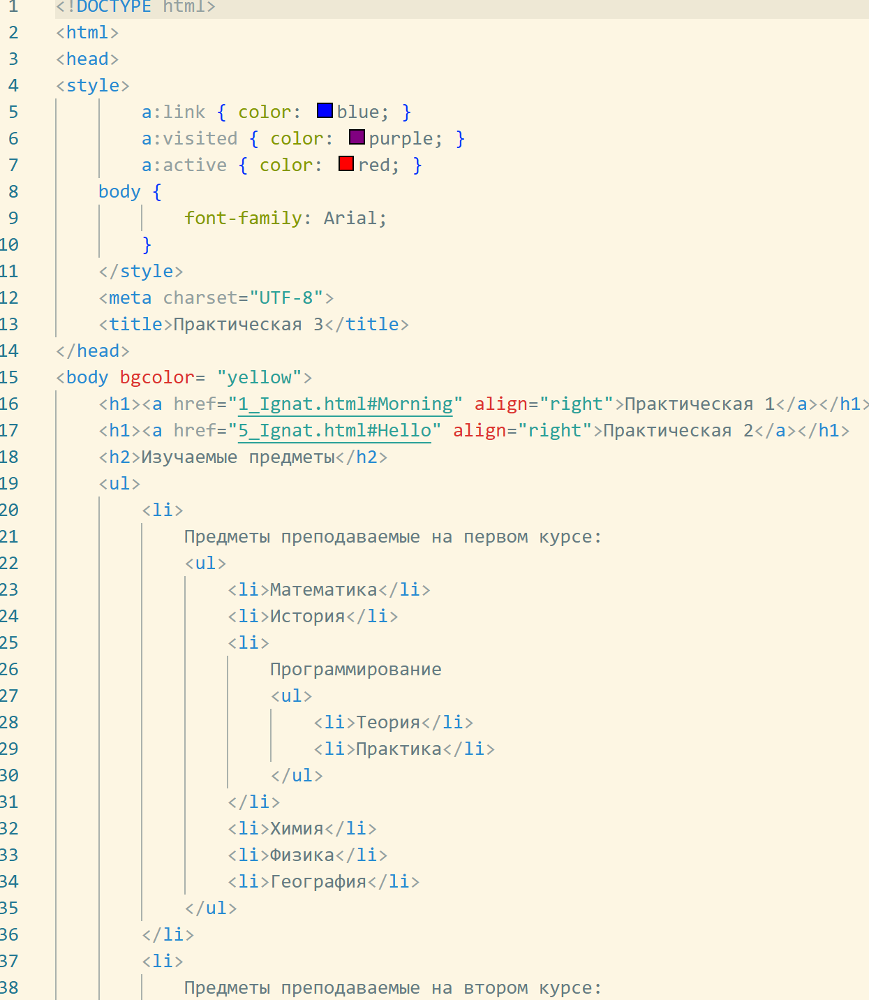 1 <!DOCTYPE html>
2 <html>
3 <head>
4 <style>
5         a:link { color: blue; }
6         a:visited { color: purple; }
7         a:active { color: red; }
8     body {
9             font-family: Arial;
10         }
11     </style>
12     <meta charset="UTF-8">
13     <title>Практическая 3</title>
14 </head>
15 <body bgcolor= "yellow">
16     <h1><a href="1_Ignat.html#Morning" align="right">Практическая 1</a></h1>
17     <h1><a href="5_Ignat.html#Hello" align="right">Практическая 2</a></h1>
18     <h2>Изучаемые предметы</h2>
19     <ul>
20         <li>
21             Предметы преподаваемые на первом курсе:
22             <ul>
23                 <li>Математика</li>
24                 <li>История</li>
25                 <li>
26                     Программирование
27                     <ul>
28                         <li>Теория</li>
29                         <li>Практика</li>
30                     </ul>
31                 </li>
32                 <li>Химия</li>
33                 <li>Физика</li>
34                 <li>География</li>
35             </ul>
36         </li>
37         <li>
38             Предметы преподаваемые на втором курсе: